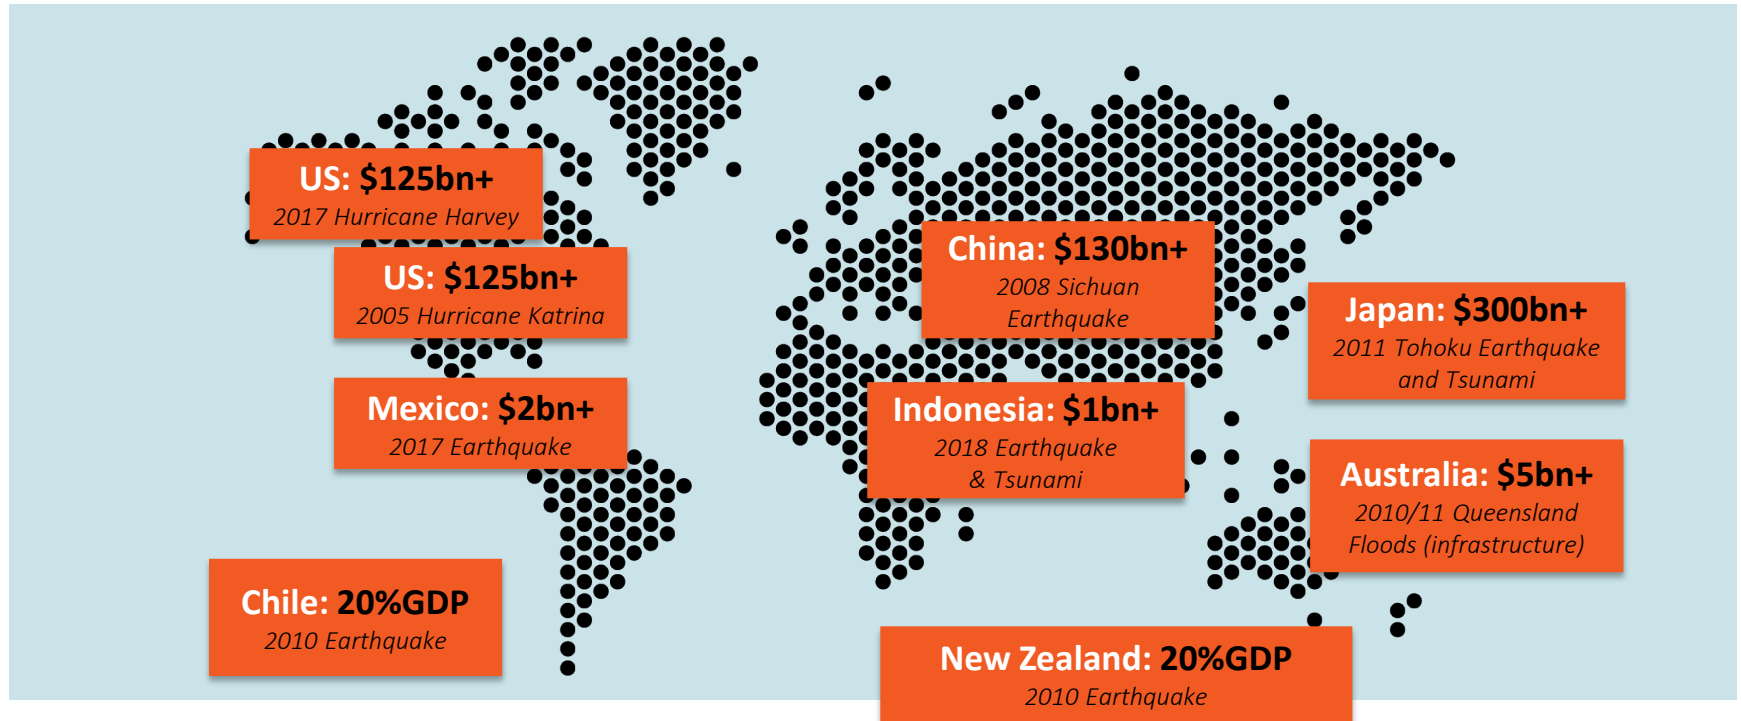 US: $125bn+
2017 Hurricane Harvey
US: $125bn+
2005 Hurricane Katrina
Mexico: $2bn+
2017 Earthquake
Chile: 20%GDP
2010 Earthquake
China: $130bn+
2008 Sichuan
Earthquake
Indonesia: $1bn+
2018 Earthquake
& Tsunami
Japan: $300bn+
2011 Tohoku Earthquake
and Tsunami
Australia: $5bn+
2010/11 Queensland
Floods (infrastructure)
New Zealand: 20%GDP
2010 Earthquake